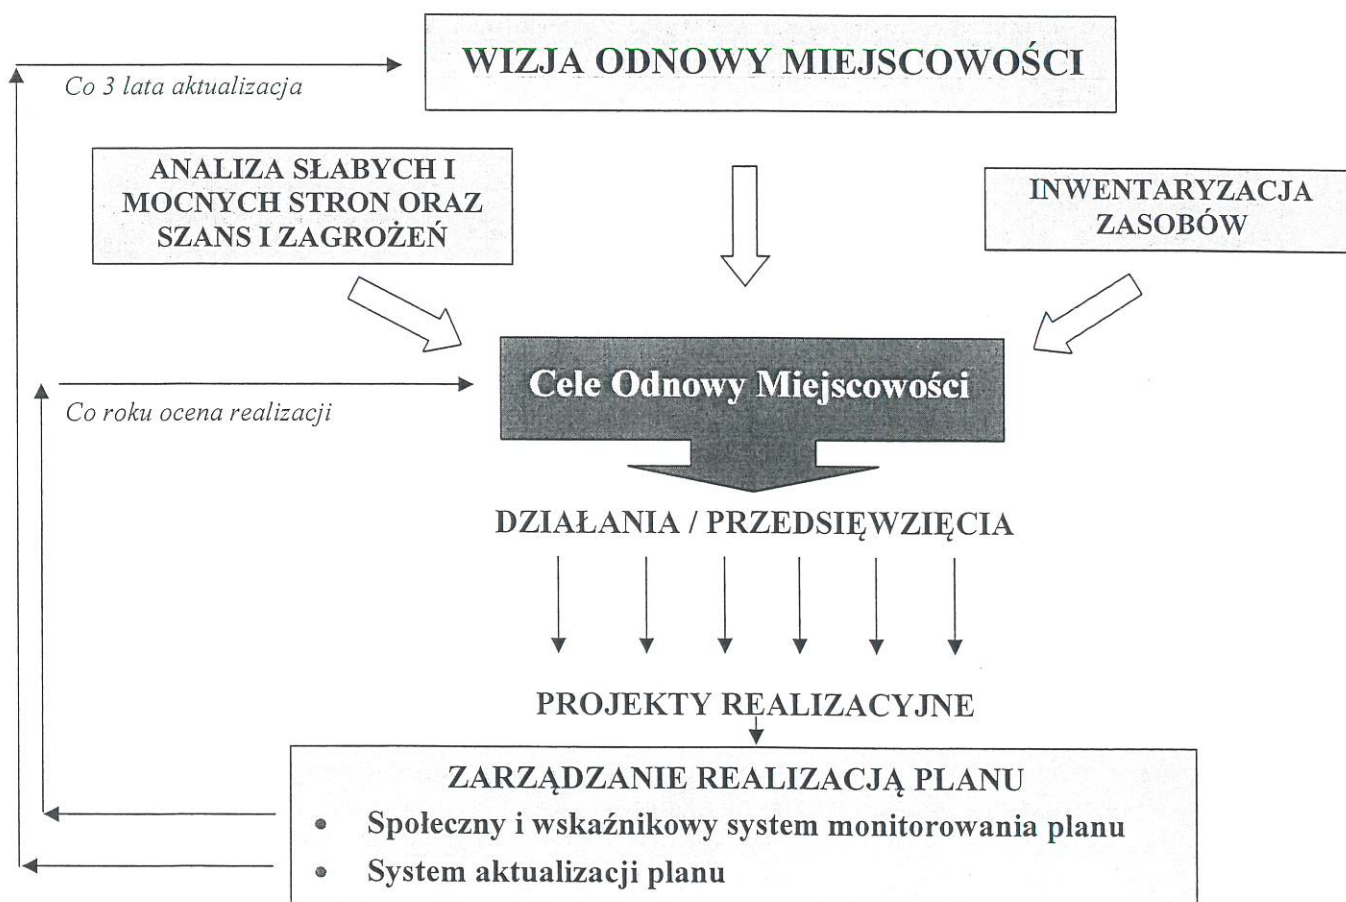 WIZJA ODNOWY MIEJSCOWOŚCI
Co 3 lata aktualizacja
ANALIZA SŁABYCH I
MOCNYCH STRON ORAZ
SZANS I ZAGROŻEŃ
INWENTARYZACJA
ZASOBÓW
Cele Odnowy Miejscowości
Co roku ocena realizacji
DZIAŁANIA / PRZEDSIĘWZIĘCIA
PROJEKTY REALIZACYJNE
ZARZĄDZANIE REALIZACJĄ PLANU
• Społeczny i wskaźnikowy system monitorowania planu
• System aktualizacji planu